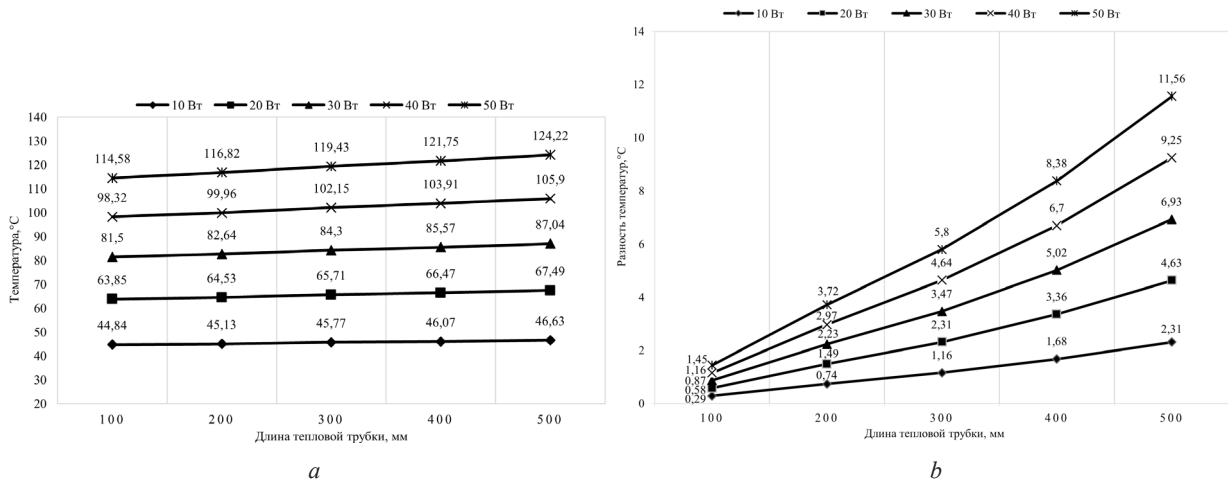 10 Вт 20 Вт 30 Вт 40 Вт 50 Вт
140
130
120
110
100
90
80
70
60
50
40
30
20
Температура,°С
114,58 116,82 119,43 121,75 124,22
98,32 99,96 102,15 103,91 105,9
81,5 82,64 84,3 85,57 87,04
63,85 64,53 65,71 66,47 67,49
44,84 45,13 45,77 46,07 46,63
100 200 300 400 500
Длина тепловой трубки, мм
а
10 Вт 20 Вт 30 Вт 40 Вт 50 Вт
14
12
10
8
6
4
2
0
Разность температур,°С
1,45 3,72 5,8 8,38 11,56
1,16 2,97 4,64 6,7 9,25
0,87 2,23 3,47 5,02 6,93
0,58 1,49 2,31 3,36 4,63
0,29 0,74 1,16 1,68 2,31
100 200 300 400 500
Длина тепловой трубки, мм
b